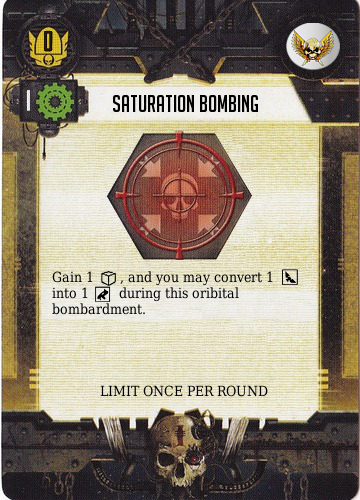 0
1
SATURATION BOMBING
Gain 1 , and you may convert 1
into 1 during this oribital
bombardment.
LIMIT ONCE PER ROUND